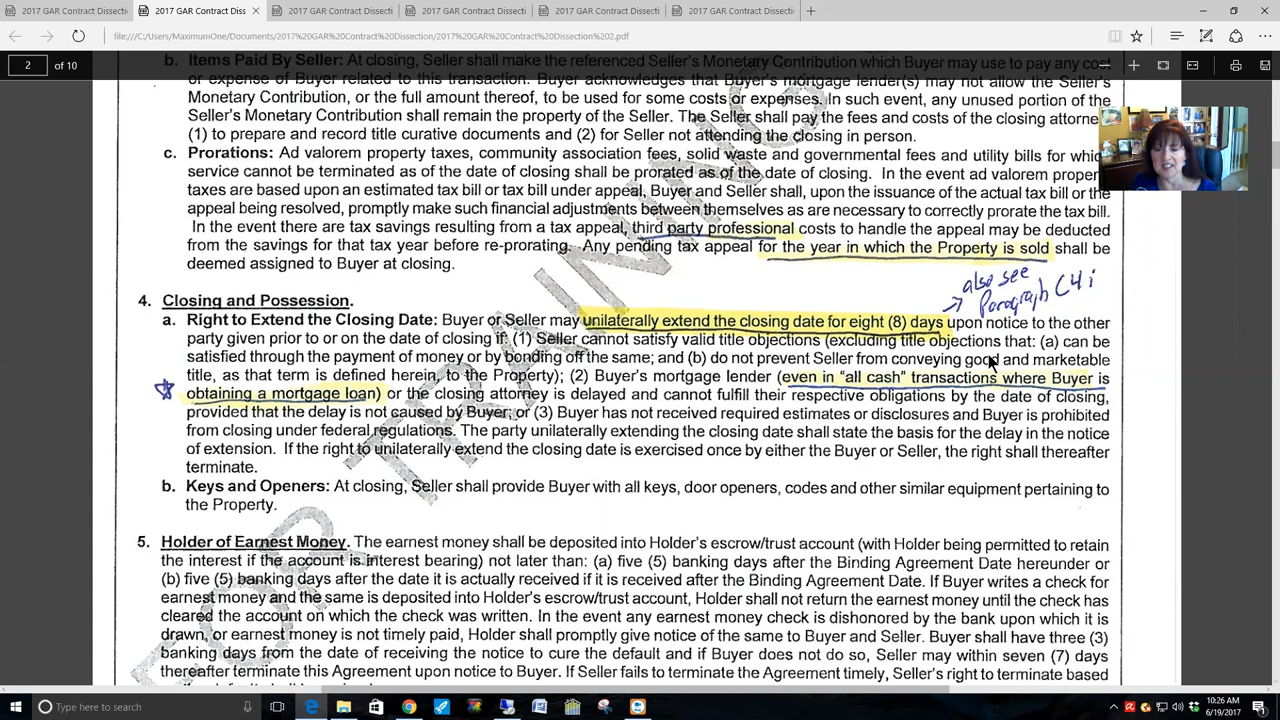 2017 GAR Contract Dissecti
2017 GAR Contract Diss
2017 GAR Contract Dissecti
2017 GAR Contract Dissecti
2017 GAR Contract Dissecti
2017 GAR Contract Dissecti
file:///C:/Users/MaximumOne/Documents/2017%20GAR%20Contract%20Dissection/2017%20GAR%20Contract%20Dissection%202.pdf
2 of 10
b. Items Paid By Seller: At closing, Seller shall make the referenced Seller's Monetary Contribution which Buyer may use to pay any cost
or expense of Buyer related to this transaction. Buyer acknowledges that Buyer's mortgage lender(s) may not allow the Seller's
Monetary Contribution, or the full amount thereof, to be used for some costs or expenses. In such event, any unused portion of the
Seller's Monetary Contribution shall remain the property of the Seller. The Seller shall pay the fees and costs of the closing attorne
(1) to prepare and record title curative documents and (2) for Seller not attending the closing in person.
c. Prorations: Ad valorem property taxes, community association fees, solid waste and governmental fees and utility bills for whic
service cannot be terminated as of the date of closing shall be prorated as of the date of closing. In the event ad valorem proper
taxes are based upon an estimated tax bill or tax bill under appeal, Buyer and Seller shall, upon the issuance of the actual tax bill or the
appeal being resolved, promptly make such financial adjustments between themselves as are necessary to correctly prorate the tax bill.
In the event there are tax savings resulting from a tax appeal, third party professional costs to handle the appeal may be deducted
from the savings for that tax year before re-prorating. Any pending tax appeal for the year in which the Property is sold shall be
deemed assigned to Buyer at closing.
also see
→ Paragraph C4i
4. Closing and Possession.
a. Right to Extend the Closing Date: Buyer or Seller may unilaterally extend the closing date for eight (8) days upon notice to the other
party given prior to or on the date of closing if: (1) Seller cannot satisfy valid title objections (excluding title objections that: (a) can be
satisfied through the payment of money or by bonding off the same; and (b) do not prevent Seller from conveying good and marketable
title, as that term is defined herein, to the Property); (2) Buyer's mortgage lender (even in "all cash" transactions where Buyer is
obtaining a mortgage loan) or the closing attorney is delayed and cannot fulfill their respective obligations by the date of closing,
provided that the delay is not caused by Buyer; or (3) Buyer has not received required estimates or disclosures and Buyer is prohibited
from closing under federal regulations. The party unilaterally extending the closing date shall state the basis for the delay in the notice
of extension. If the right to unilaterally extend the closing date is exercised once by either the Buyer or Seller, the right shall thereafter
terminate.
b. Keys and Openers: At closing, Seller shall provide Buyer with all keys, door openers, codes and other similar equipment pertaining to
the Property.
5. Holder of Earnest Money. The earnest money shall be deposited into Holder's escrow/trust account (with Holder being permitted to retain
the interest if the account is interest bearing) not later than: (a) five (5) banking days after the Binding Agreement Date hereunder or
(b) five (5) banking days after the date it is actually received if it is received after the Binding Agreement Date. If Buyer writes a check for
earnest money and the same is deposited into Holder's escrow/trust account, Holder shall not return the earnest money until the check has
cleared the account on which the check was written. In the event any earnest money check is dishonored by the bank upon which it is
drawn, or earnest money is not timely paid, Holder shall promptly give notice of the same to Buyer and Seller. Buyer shall have three (3)
banking days from the date of receiving the notice to cure the default and if Buyer does not do so, Seller may within seven (7) days
thereafter terminate this Agreement upon notice to Buyer. If Seller fails to terminate the Agreement timely, Seller's right to terminate based
FOR TRAINING
Type here to search
10:26 AM
6/19/2017